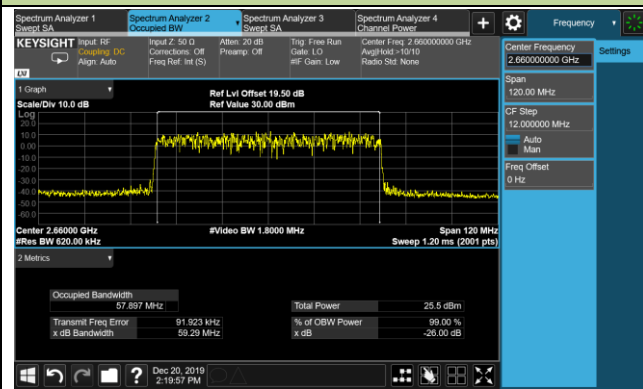 Spectrum Analyzer 1
Swept SA
Spectrum Analyzer 2
Occupied BW
Spectrum Analyzer 3
Swept SA
Spectrum Analyzer 4
Channel Power
+
Frequency
KEYSIGHT
Input: RF
Coupling: DC
Align: Auto
Input Z: 50 Ω
Corrections: Off
Freq Ref: Int (S)
Atten: 20 dB
Preamp: Off
Trig: Free Run
Gate: LO
#IF Gain: Low
Center Freq: 2.660000000 GHz
Avg|Hold: >10/10
Radio Std: None
LXI
Center Frequency
2.660000000 GHz
Settings
Span
120.00 MHz
CF Step
12.000000 MHz
Auto
Man
Freq Offset
0 Hz
1 Graph
Scale/Div 10.0 dB
Ref Lvl Offset 19.50 dB
Ref Value 30.00 dBm
Log
20.0
10.0
0.00
-10.0
-20.0
-30.0
-40.0
-50.0
-60.0
Center 2.66000 GHz
#Res BW 620.00 kHz
#Video BW 1.8000 MHz
Span 120 MHz
Sweep 1.20 ms (2001 pts)
2 Metrics
Occupied Bandwidth
57.897 MHz
Transmit Freq Error 91.923 kHz
x dB Bandwidth 59.29 MHz
Total Power 25.5 dBm
% of OBW Power 99.00 %
x dB -26.00 dB
?
Dec 20, 2019
2:19:57 PM